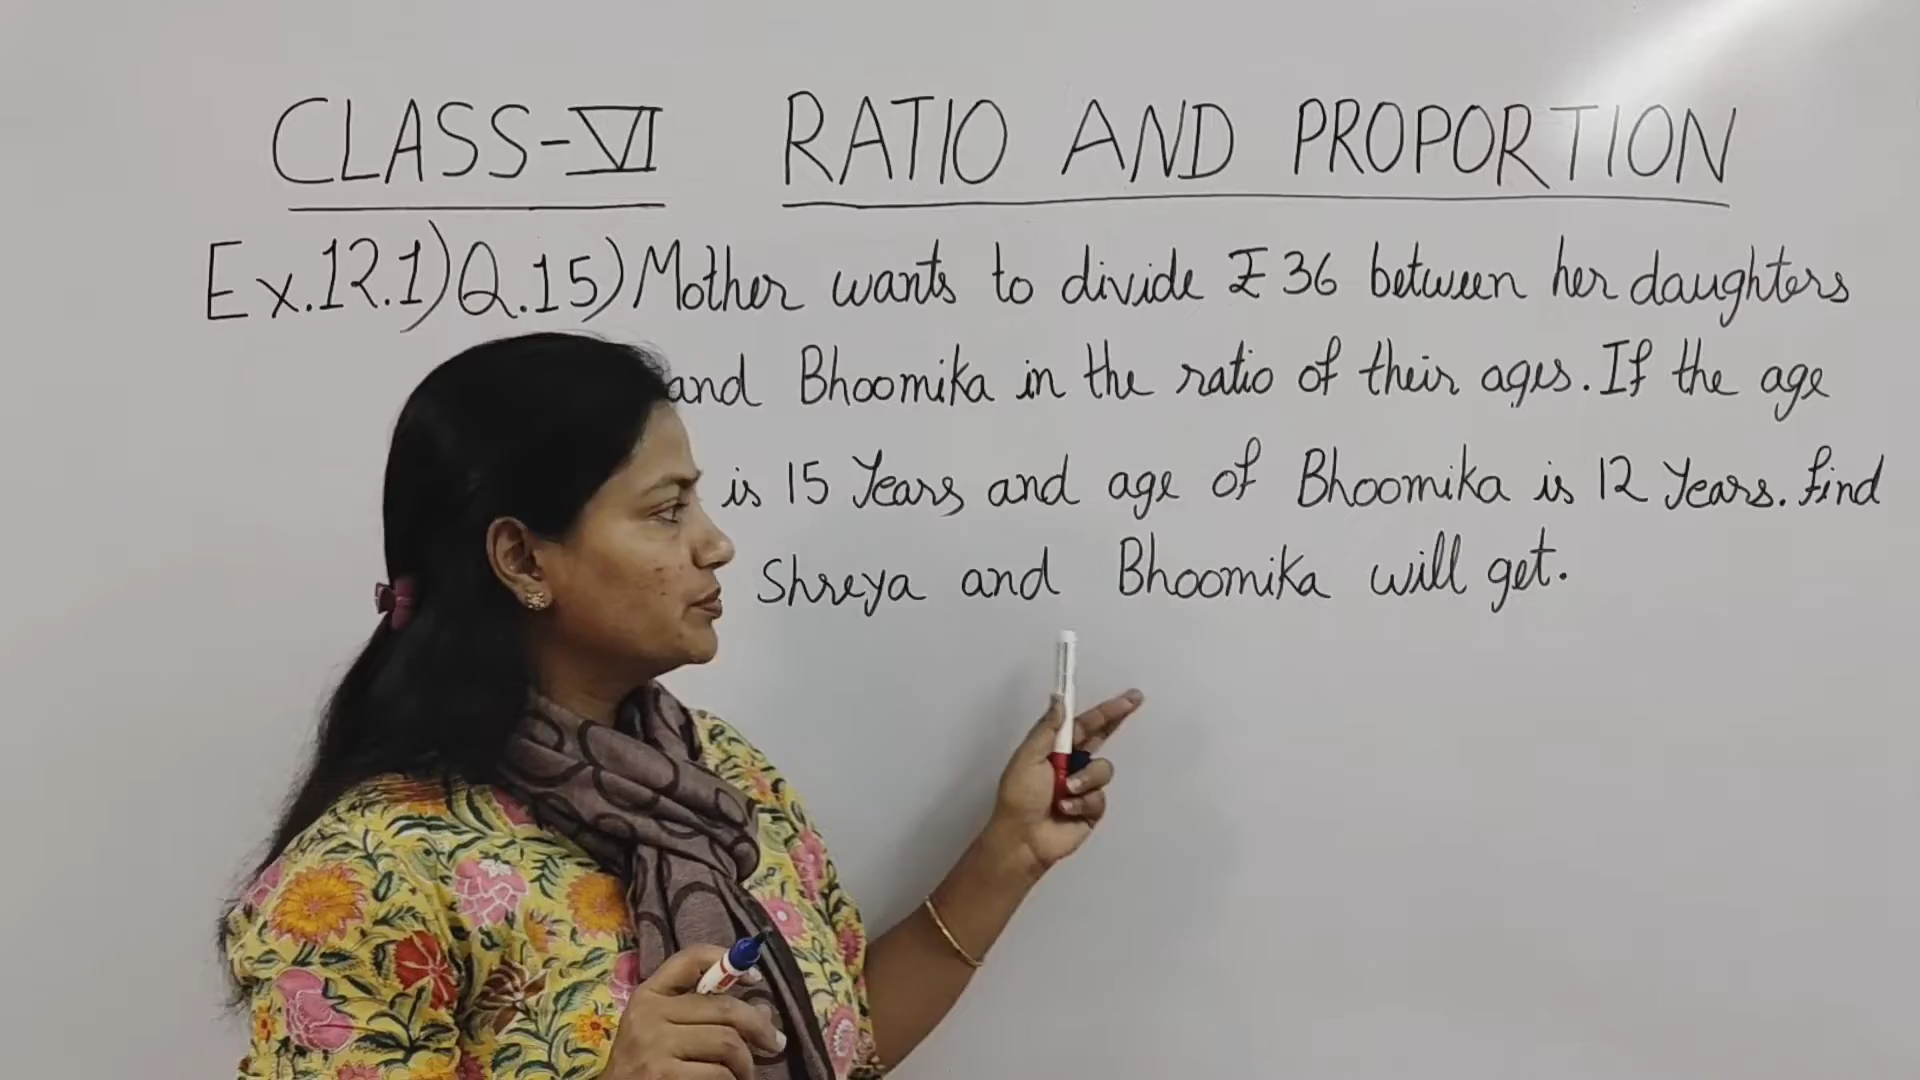 CLASS-VI RATIO AND PROPORTION
Ex.12.1) Q.15) Mother wants to divide ₹36 between her daughters
and Bhoomika in the ratio of their ages. If the age
is 15 Years and age of Bhoomika is 12 Years. find
Shreya and Bhoomika will get.